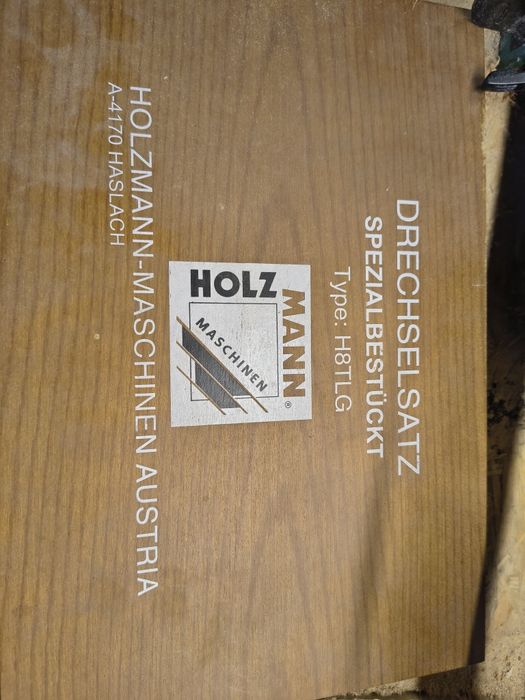 DRECHSELSATZ
SPEZIALBESTÜCKT
Type: H8TLG
HOLZ
MANN®
MASCHINEN
HOLZMANN-MASCHINEN AUSTRIA
A-4170 HASLACH